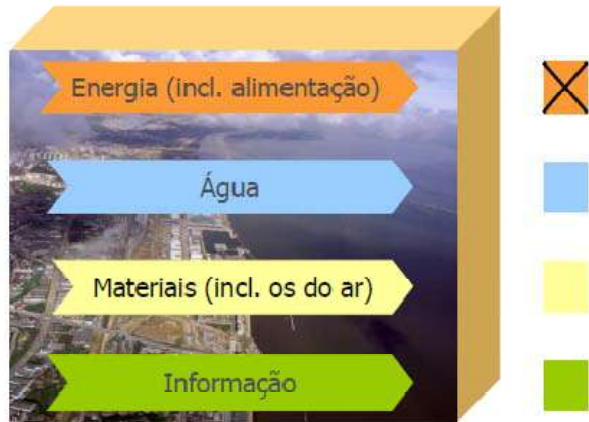 Energia (incl. alimentação)
Água
Materiais (incl. os do ar)
Informação